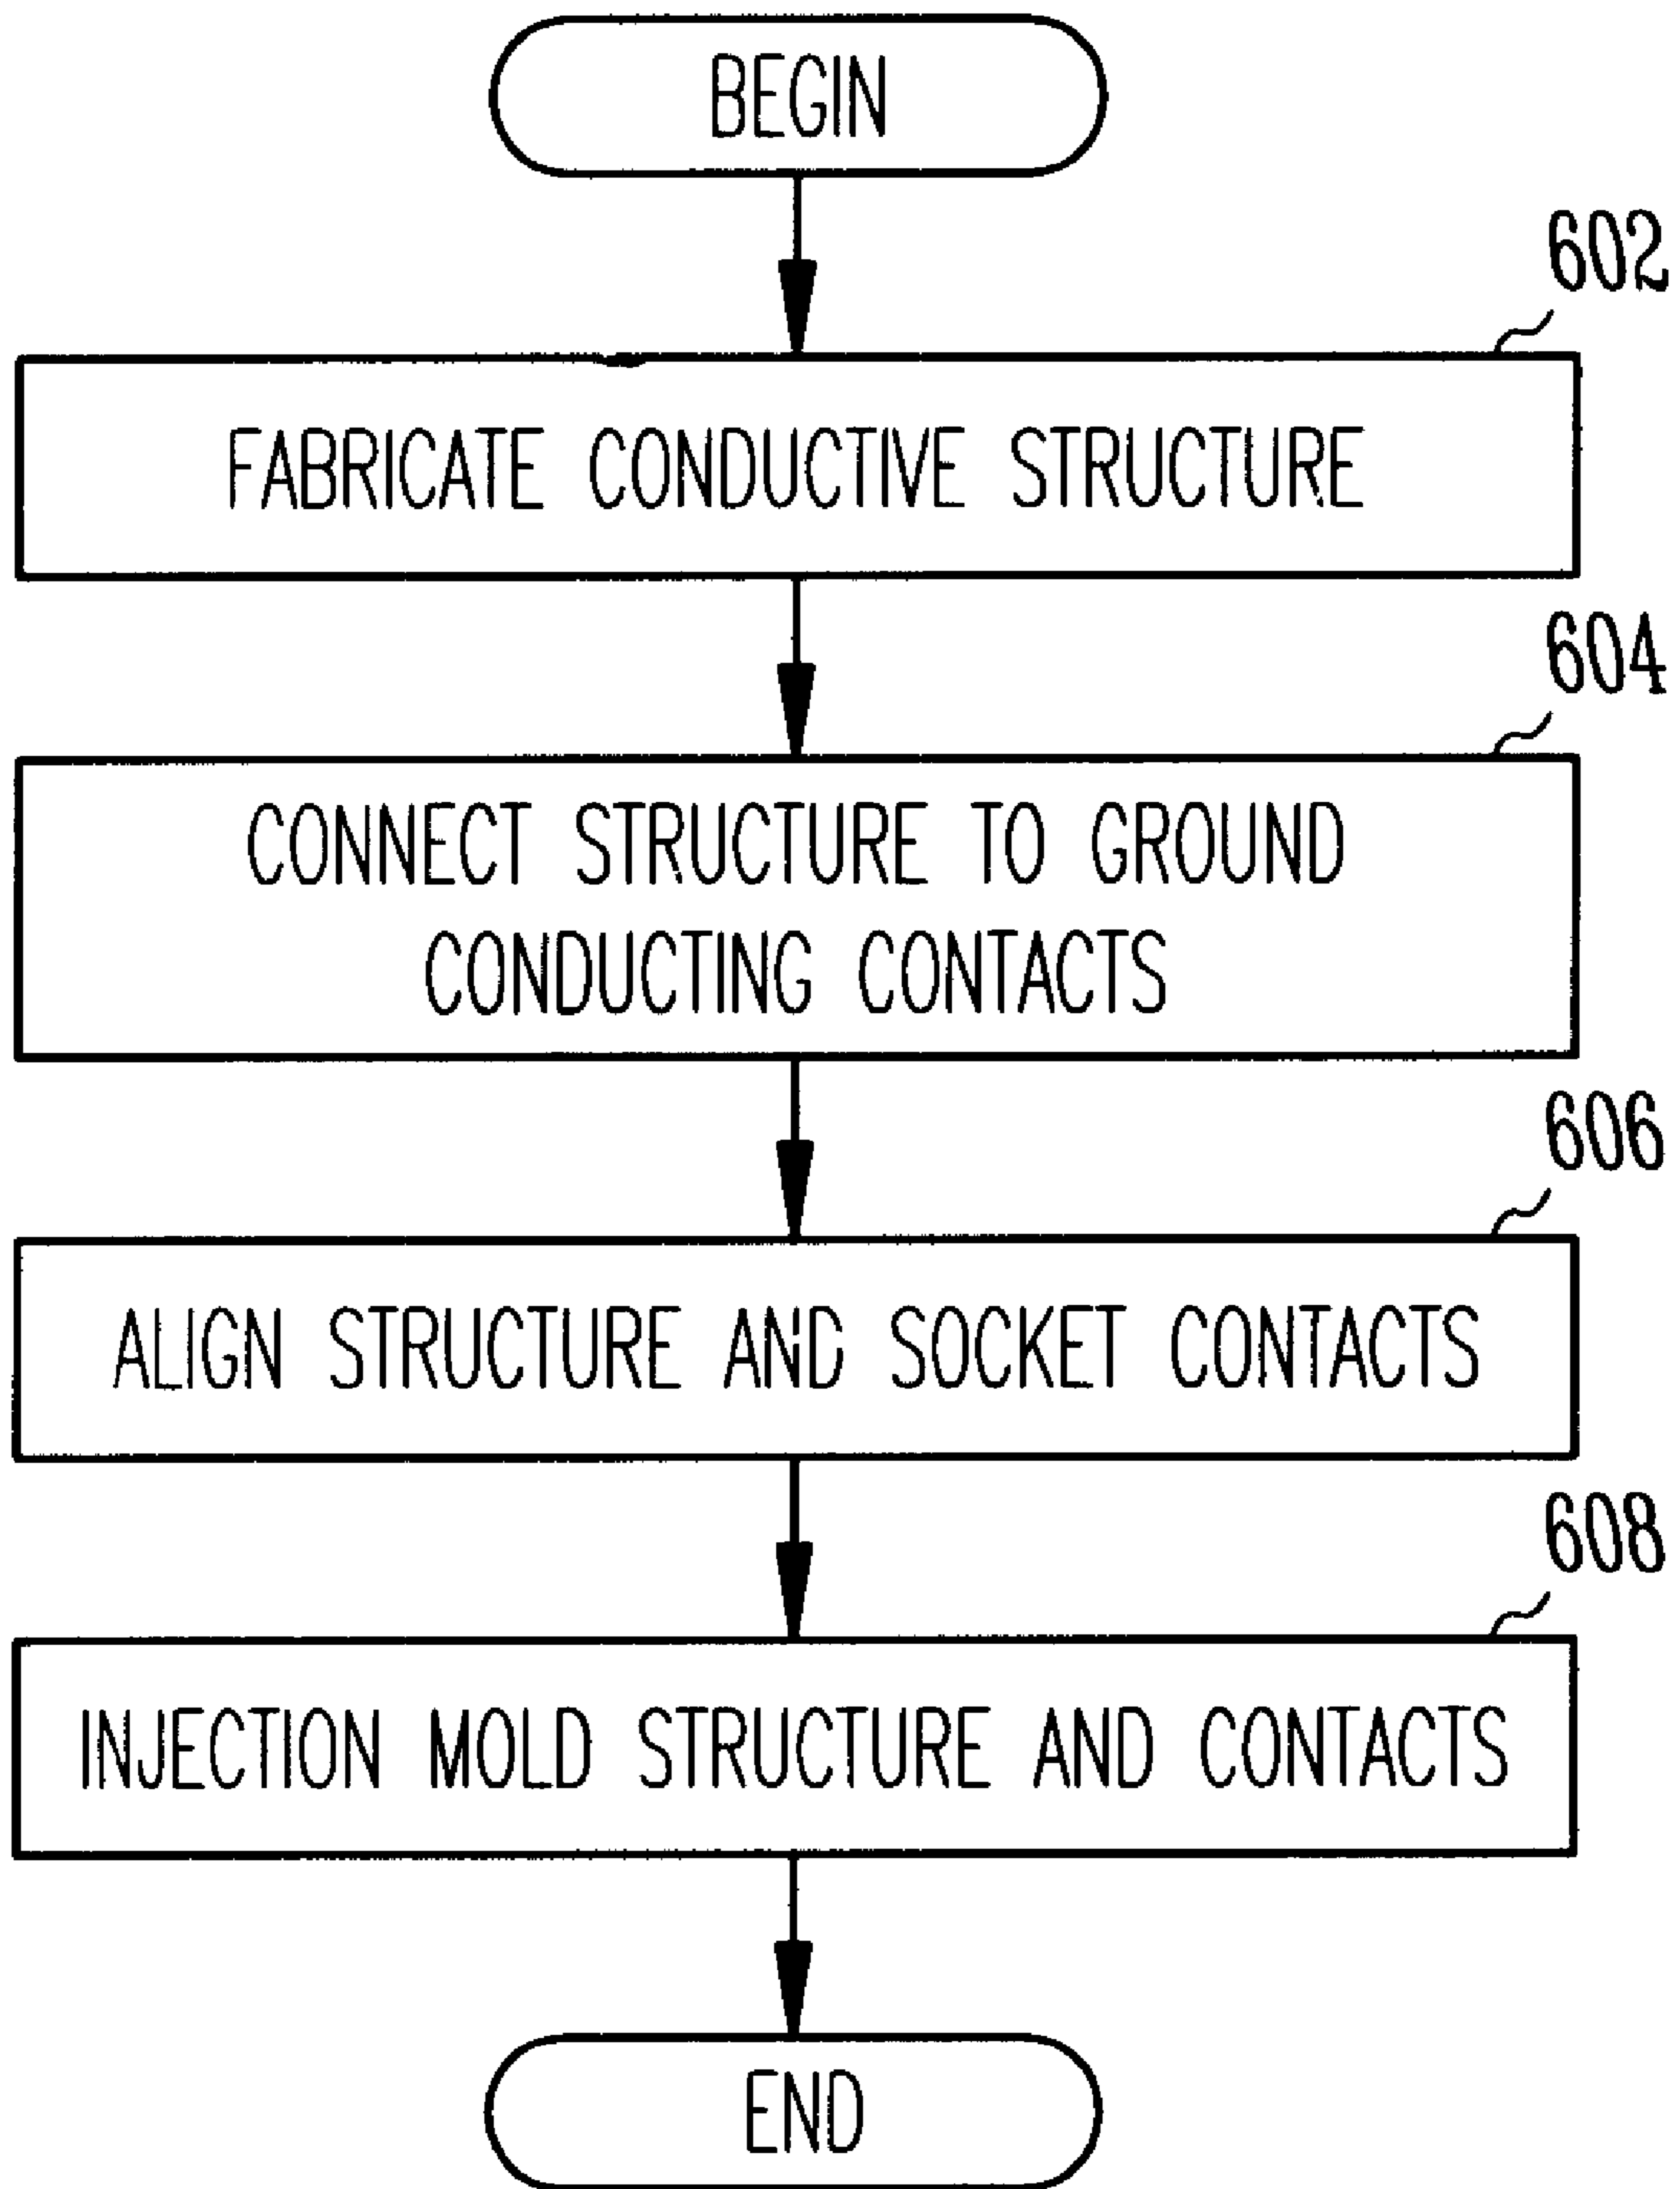 BEGIN
602
FABRICATE CONDUCTIVE STRUCTURE
604
CONNECT STRUCTURE TO GROUND
CONDUCTING CONTACTS
606
ALIGN STRUCTURE AND SOCKET CONTACTS
608
INJECTION MOLD STRUCTURE AND CONTACTS
END